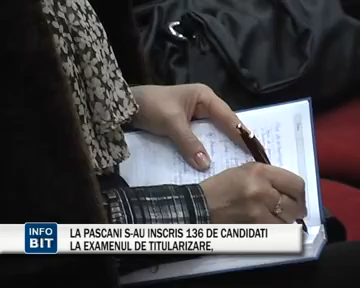 INFO
BIT
LA PASCANI S-AU INSCRIS 136 DE CANDIDATI
LA EXAMENUL DE TITULARIZARE,